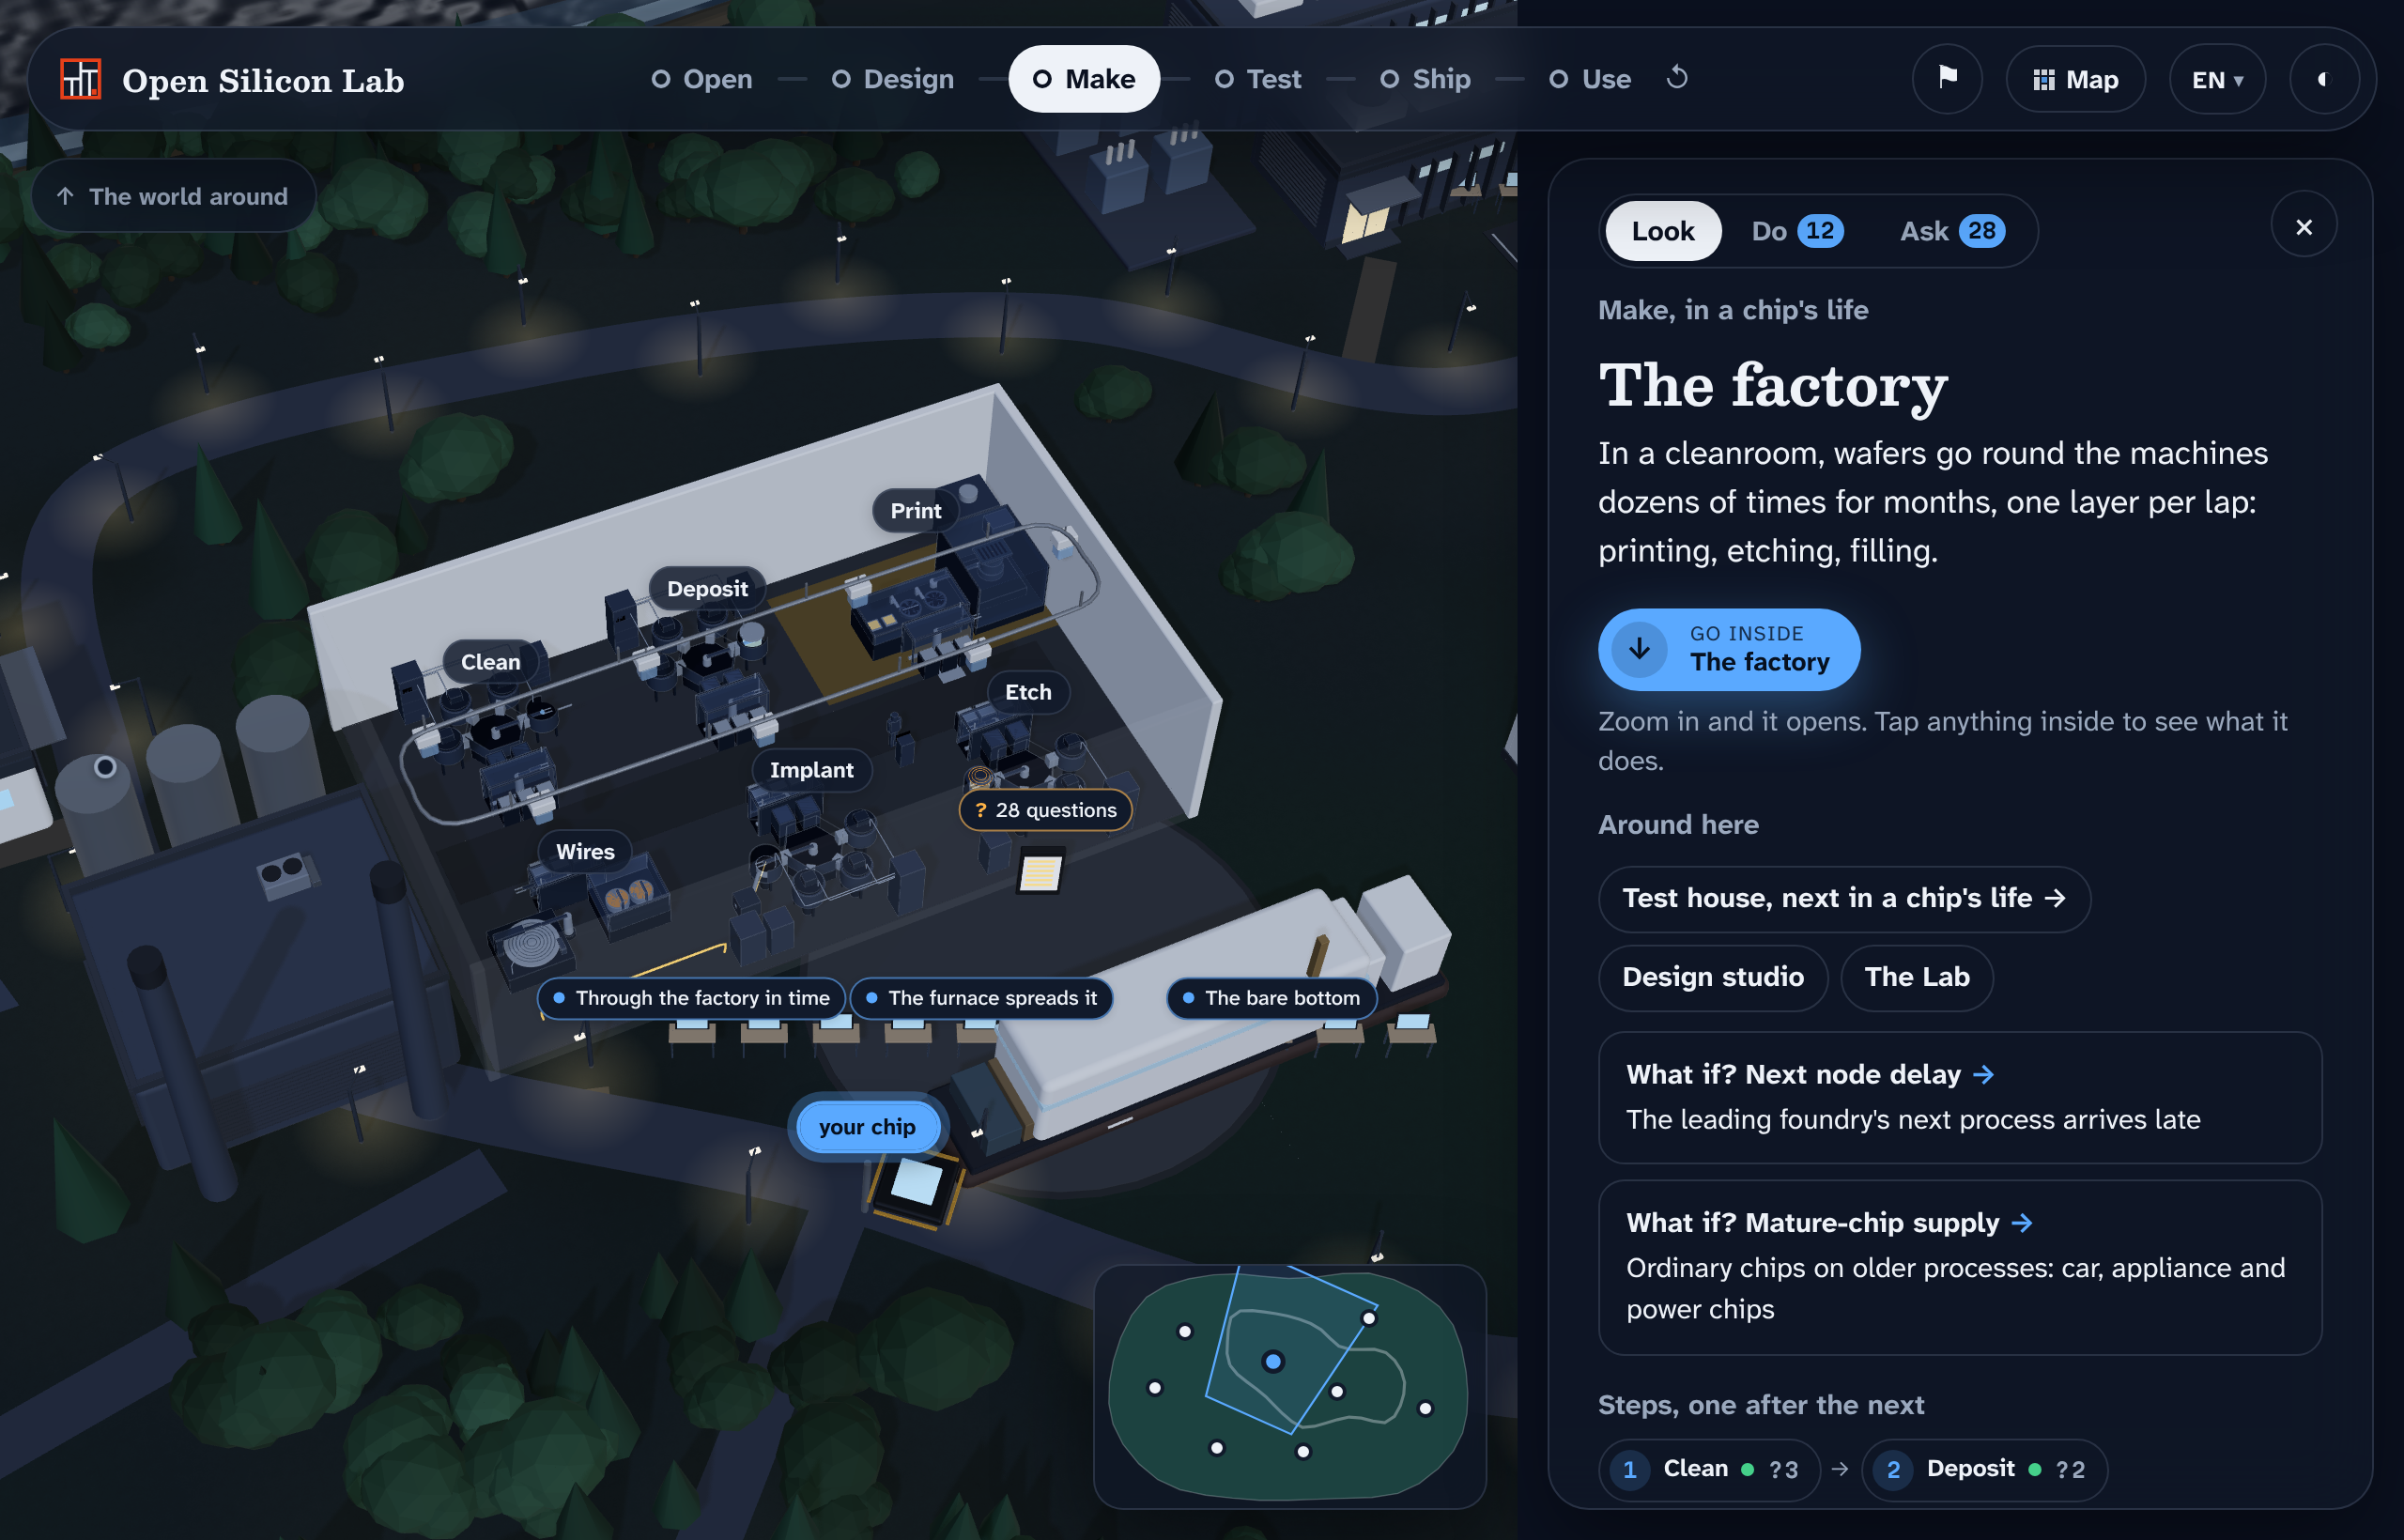 Open Silicon Lab
Open
Design
Make
Test
Ship
Use
Map
EN
The world around
Print
Deposit
Clean
Etch
Implant
? 28 questions
Wires
Through the factory in time
The furnace spreads it
The bare bottom
your chip
Look
Do 12
Ask 28
Make, in a chip's life
The factory
In a cleanroom, wafers go round the machines
dozens of times for months, one layer per lap:
printing, etching, filling.
GO INSIDE
The factory
Zoom in and it opens. Tap anything inside to see what it
does.
Around here
Test house, next in a chip's life →
Design studio
The Lab
What if? Next node delay →
The leading foundry's next process arrives late
What if? Mature-chip supply →
Ordinary chips on older processes: car, appliance and
power chips
Steps, one after the next
1 Clean ?3 → 2 Deposit ?2